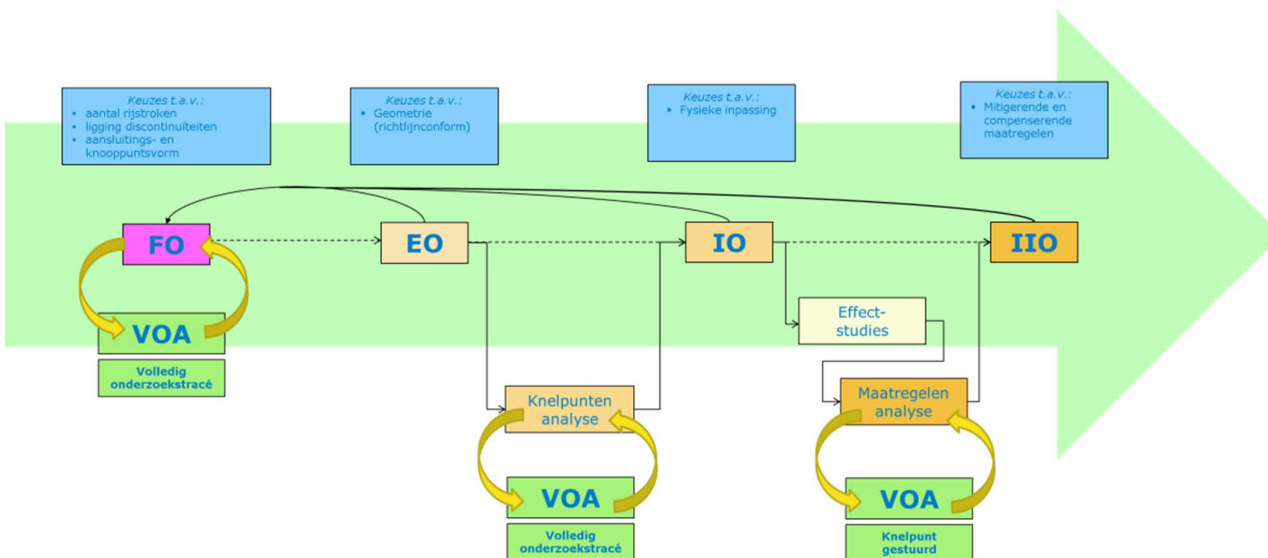 Keuzes t.a.v.:
▪ aantal rijstroken
▪ ligging discontinuïteiten
▪ aansluitings- en
knooppuntsvorm
Keuzes t.a.v.:
▪ Geometrie
(richtlijnconform)
Keuzes t.a.v.:
▪ Fysieke inpassing
Keuzes t.a.v.:
▪ Mitigerende en
compenserende
maatregelen
FO
EO
IO
IIO
VOA
Volledig
onderzoekstracé
Effect-
studies
Knelpunten
analyse
Maatregelen
analyse
VOA
Volledig
onderzoekstracé
VOA
Knelpunt
gestuurd